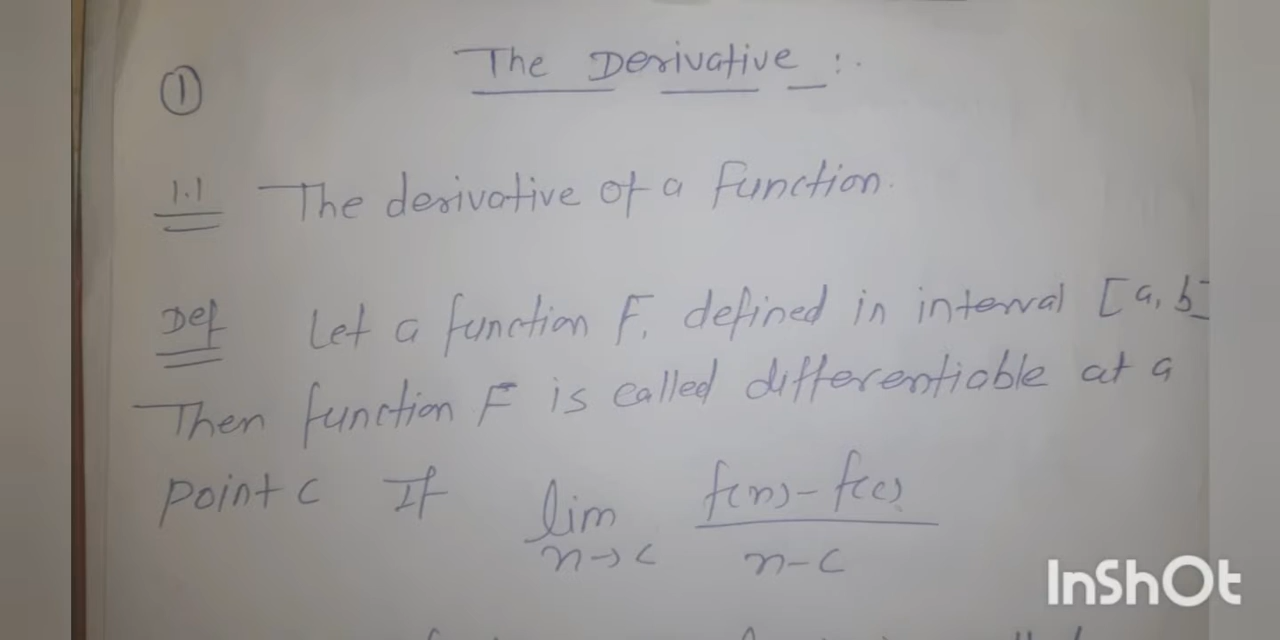 The Derivative :.
①
1.1 The derivative of a function.
Def Let a function F. defined in interval [a, b]
Then function F is called differentiable at a
point c If lim n→c f(n) - f(c) / n-c
InShOt